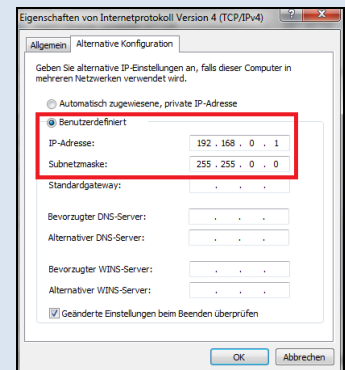 Eigenschaften von Internetprotokoll Version 4 (TCP/IPv4)
Allgemein Alternative Konfiguration
Geben Sie alternative IP-Einstellungen an, falls dieser Computer in
mehreren Netzwerken verwendet wird.
Automatisch zugewiesene, private IP-Adresse
Benutzerdefiniert
IP-Adresse: 192 . 168 . 0 . 1
Subnetzmaske: 255 . 255 . 0 . 0
Standardgateway: . . .
Bevorzugter DNS-Server: . . .
Alternativer DNS-Server: . . .
Bevorzugter WINS-Server: . . .
Alternativer WINS-Server: . . .
Geänderte Einstellungen beim Beenden überprüfen
OK Abbrechen